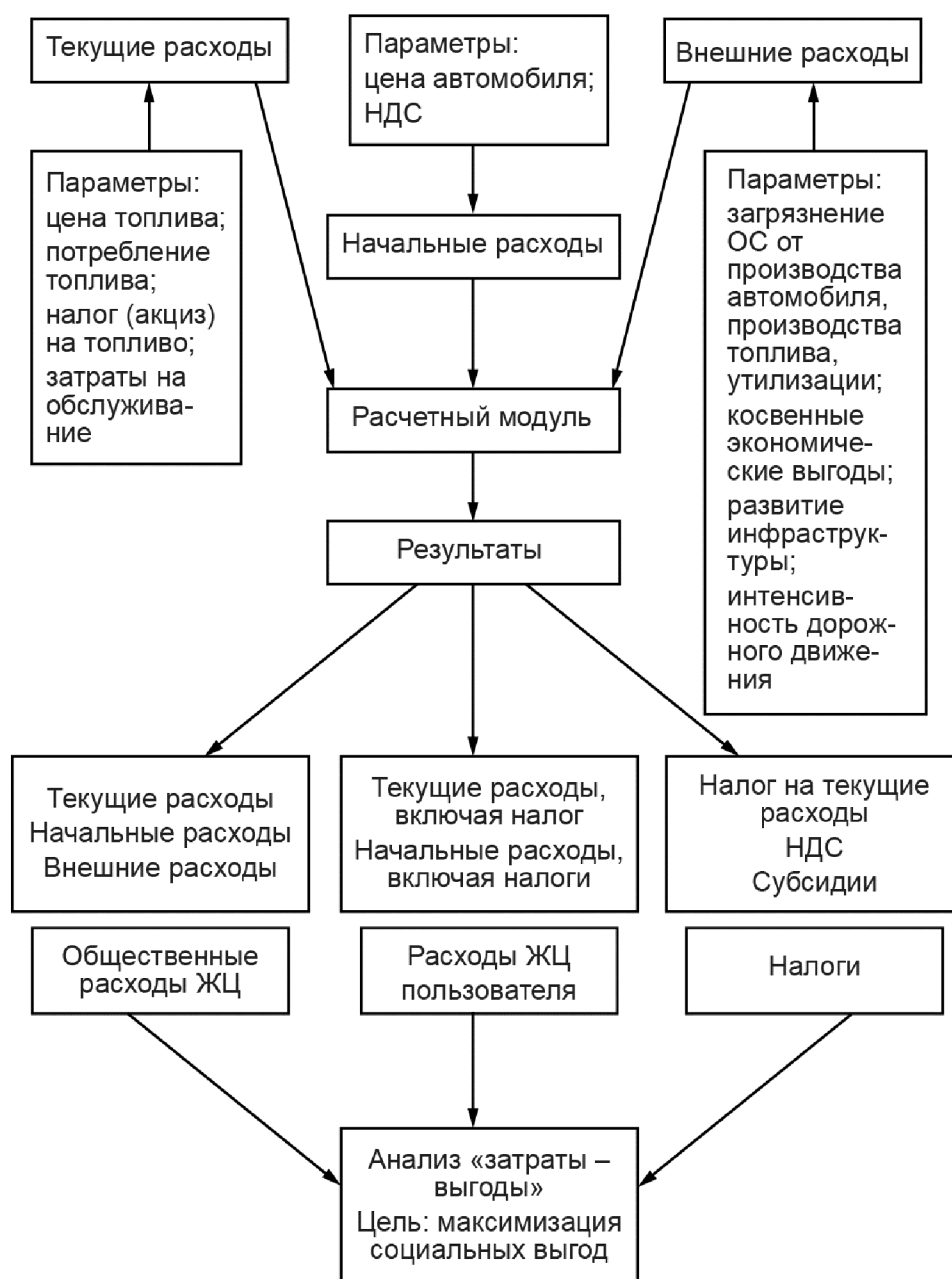 Текущие расходы
Параметры:
цена автомобиля;
НДС
Внешние расходы
Параметры:
цена топлива;
потребление
топлива;
налог (акциз)
на топливо;
затраты на
обслужива-
ние
Начальные расходы
Параметры:
загрязнение
ОС от
производства
автомобиля,
производства
топлива,
утилизации;
косвенные
экономиче-
ские выгоды;
развитие
инфраструк-
туры;
интенсив-
ность дорож-
ного движе-
ния
Расчетный модуль
Результаты
Текущие расходы
Начальные расходы
Внешние расходы
Текущие расходы,
включая налог
Начальные расходы,
включая налоги
Налог на текущие
расходы
НДС
Субсидии
Общественные
расходы ЖЦ
Расходы ЖЦ
пользователя
Налоги
Анализ «затраты –
выгоды»
Цель: максимизация
социальных выгод